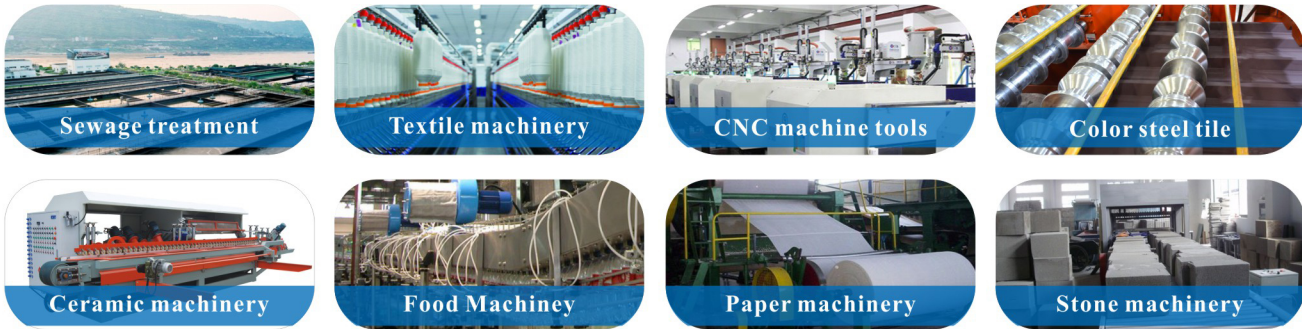 Sewage treatment
Textile machinery
CNC machine tools
Color steel tile
Ceramic machinery
Food Machiney
Paper machinery
Stone machinery